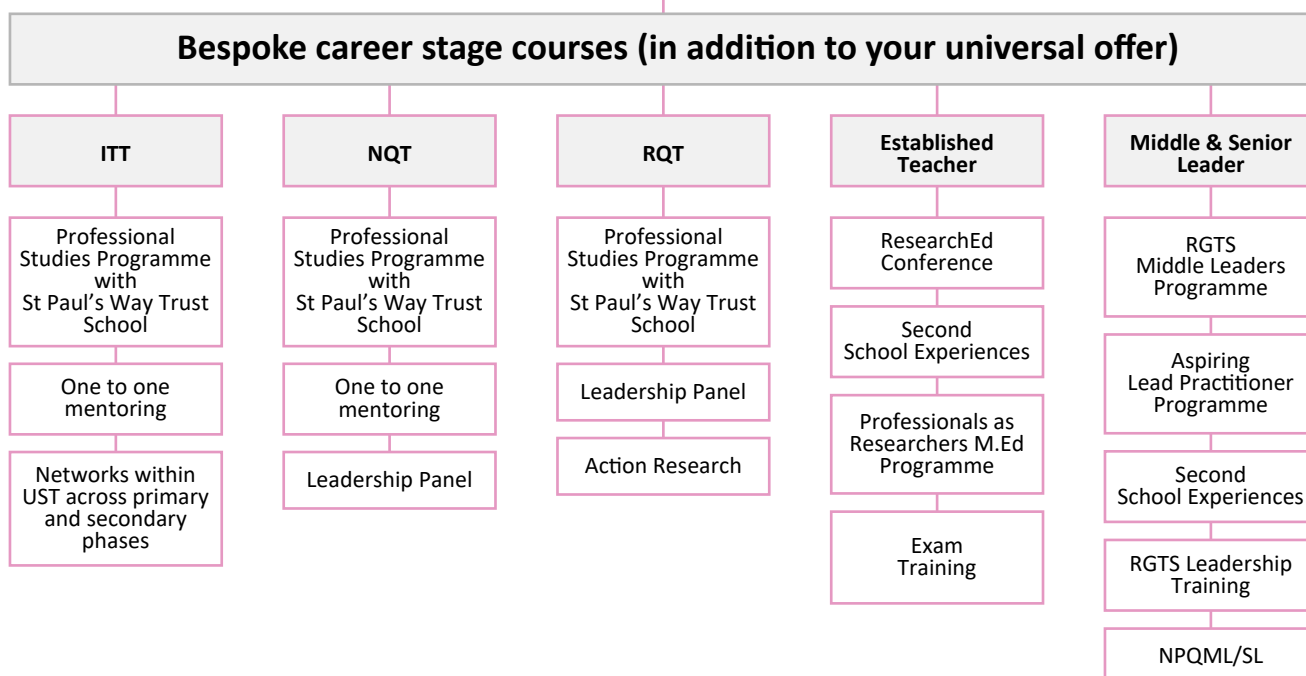 Bespoke career stage courses (in addition to your universal offer)
ITT
Professional
Studies Programme
with
St Paul’s Way Trust
School
One to one
mentoring
Networks within
UST across primary
and secondary
phases
NQT
Professional
Studies Programme
with
St Paul’s Way Trust
School
One to one
mentoring
Leadership Panel
RQT
Professional
Studies Programme
with
St Paul’s Way Trust
School
Leadership Panel
Action Research
Established
Teacher
ResearchEd
Conference
Second
School Experiences
Professionals as
Researchers M.Ed
Programme
Exam
Training
Middle & Senior
Leader
RGTS
Middle Leaders
Programme
Aspiring
Lead Practitioner
Programme
Second
School Experiences
RGTS Leadership
Training
NPQML/SL